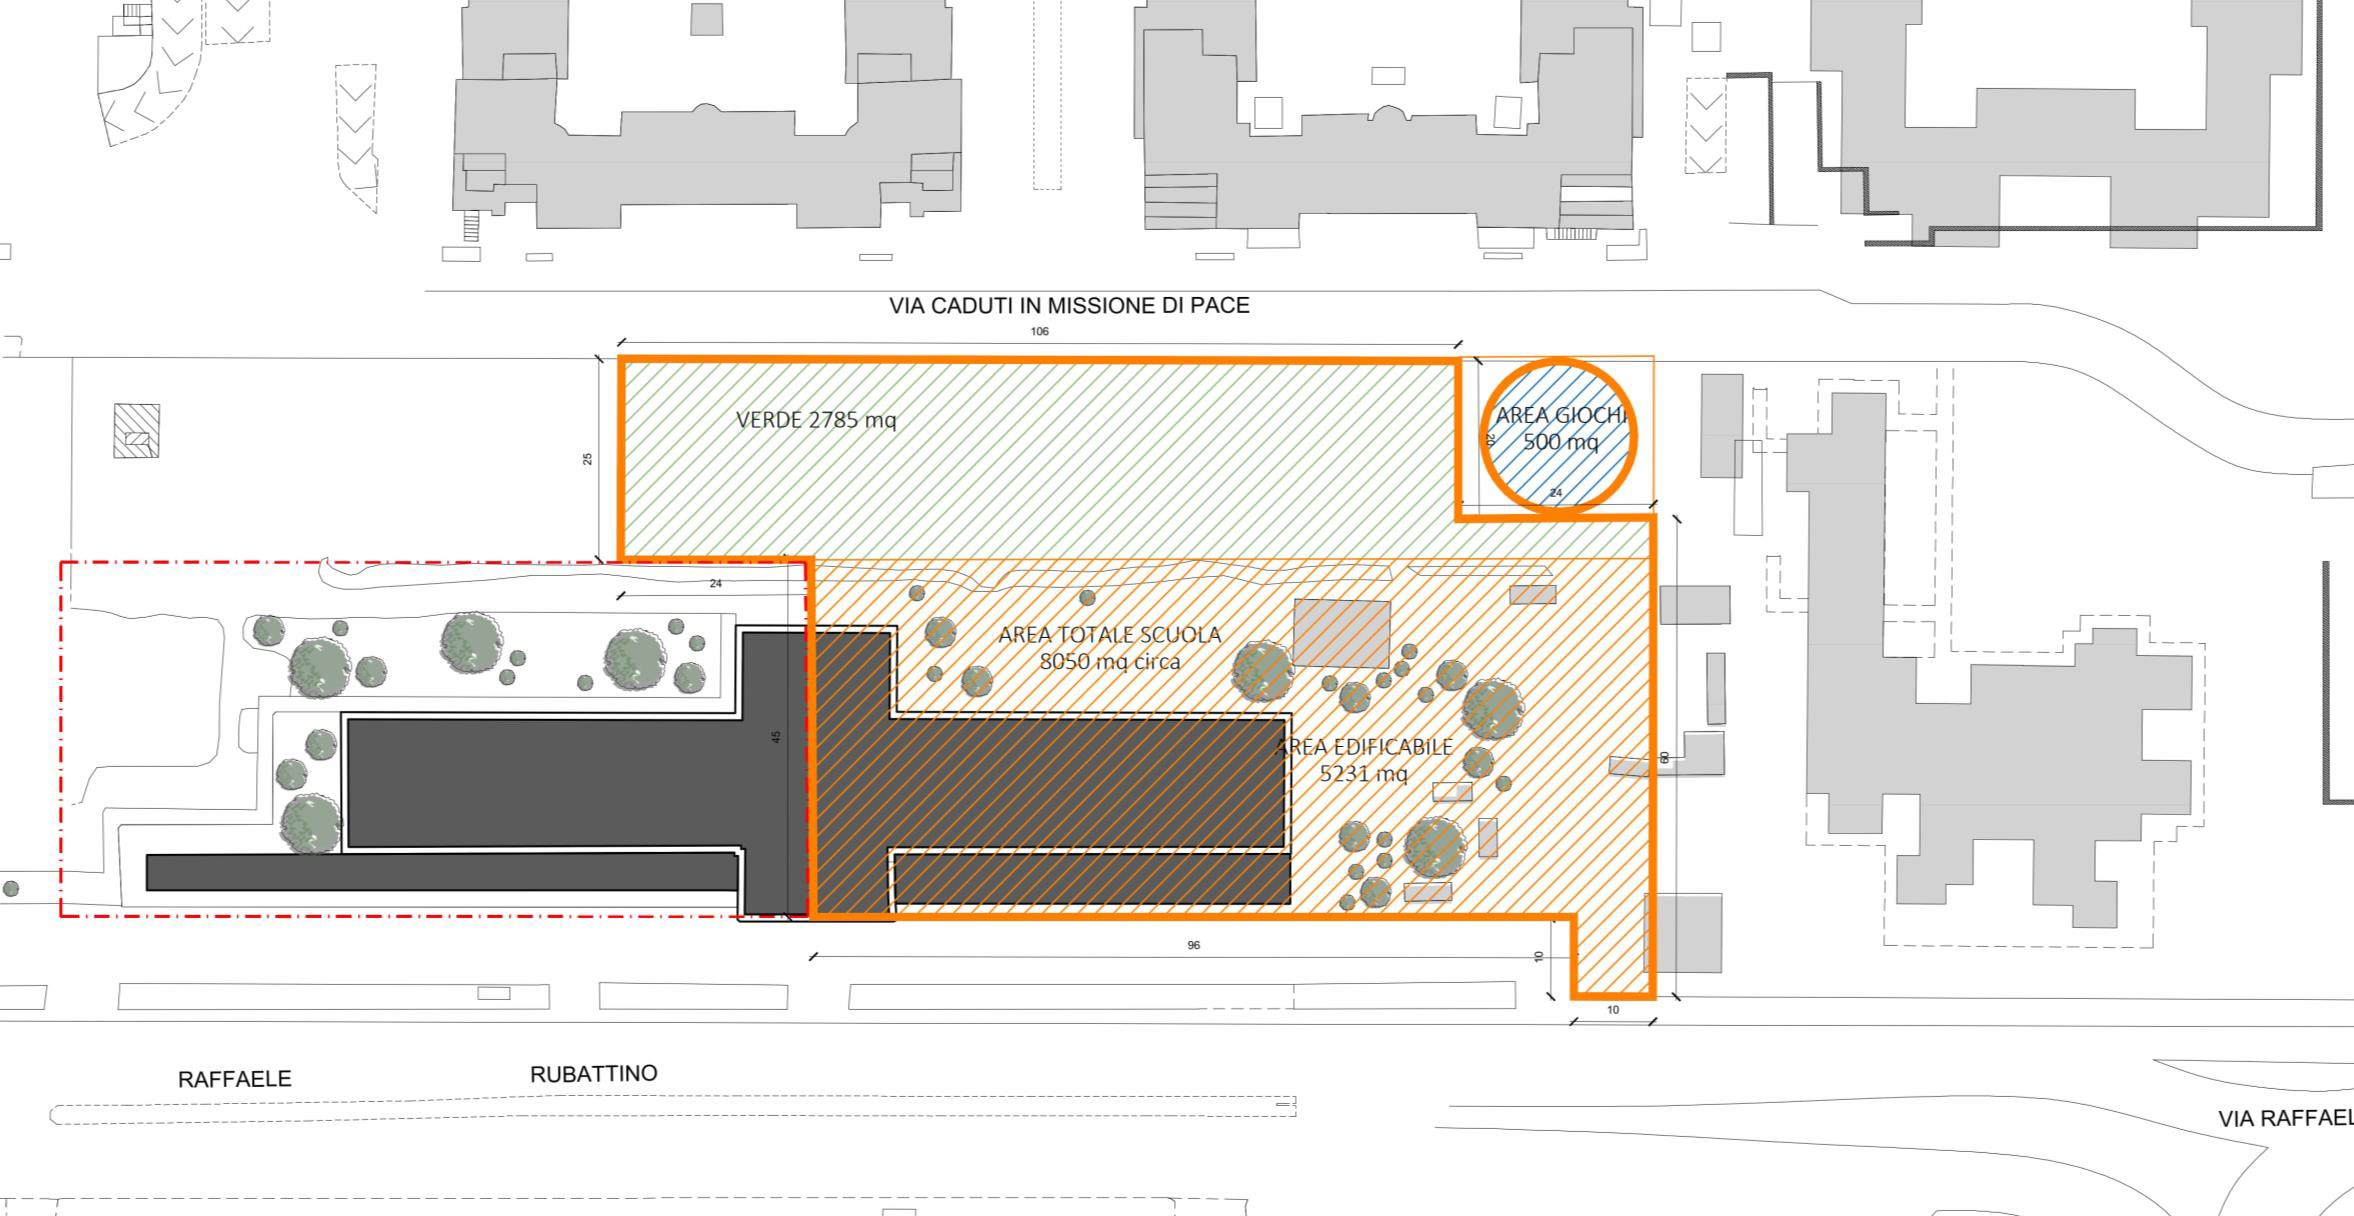 VIA CADUTI IN MISSIONE DI PACE
106
VERDE 2785 mq
AREA GIOCHI
500 mq
20
24
25
24
AREA TOTALE SCUOLA
8050 mq circa
45
AREA EDIFICABILE
5231 mq
60
96
10
10
RAFFAELE RUBATTINO
VIA RAFFAEL